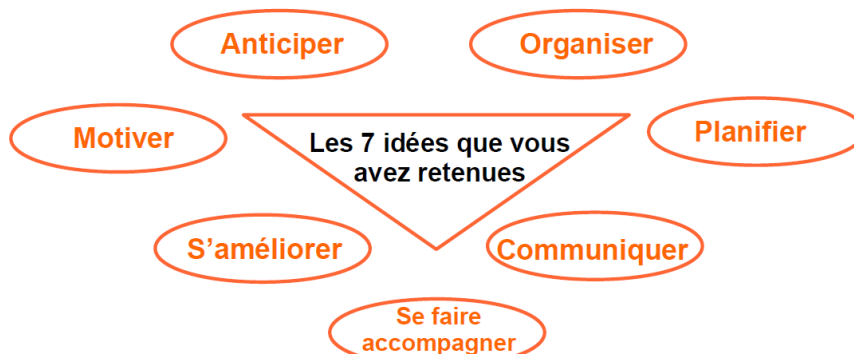 Anticiper
Organiser
Motiver
Les 7 idées que vous
avez retenues
Planifier
S'améliorer
Communiquer
Se faire
accompagner